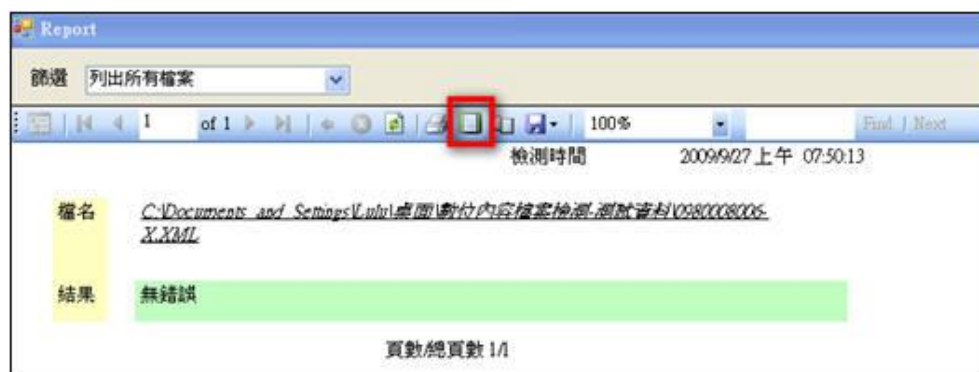 Report
篩選 列出所有檔案
1 of 1 100% Find | Next
檢測時間 2009/9/27 上午 07:50:13
檔名 C:\Documents and Settings\Lulu\桌面\數位內容檔案檢測-測試資料\0980008006-
X.XML
結果 無錯誤
頁數/總頁數 1/1